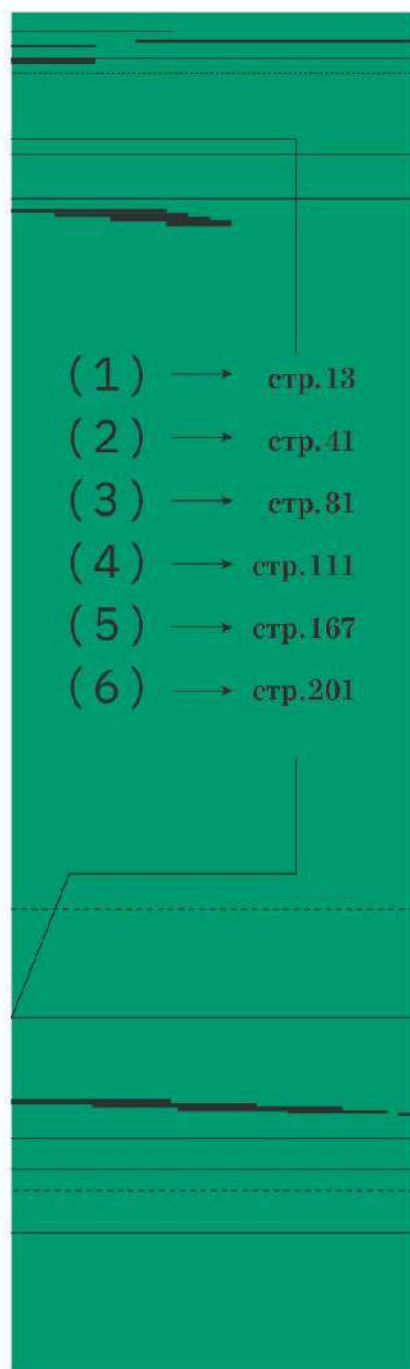 (1) → стр.13
(2) → стр.41
(3) → стр.81
(4) → стр.111
(5) → стр.167
(6) → стр.201